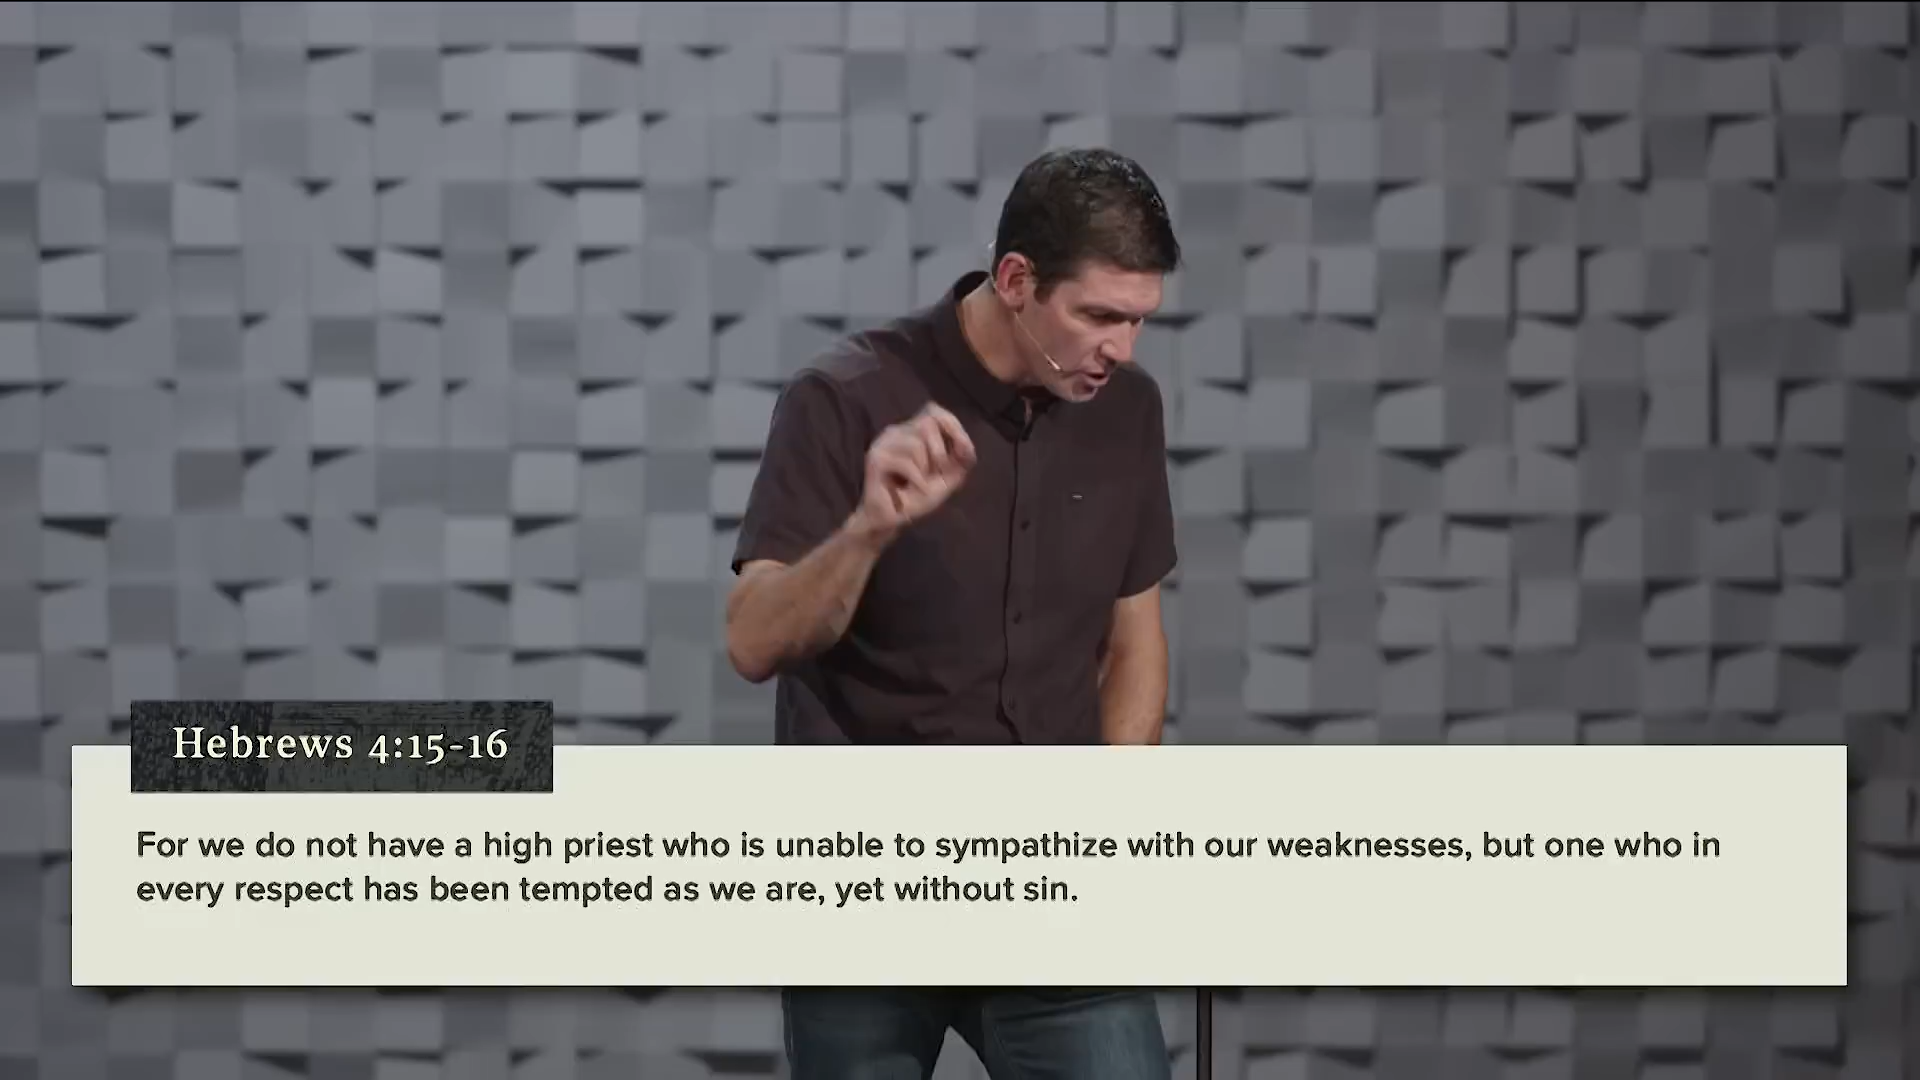 Hebrews 4:15-16
For we do not have a high priest who is unable to sympathize with our weaknesses, but one who in
every respect has been tempted as we are, yet without sin.